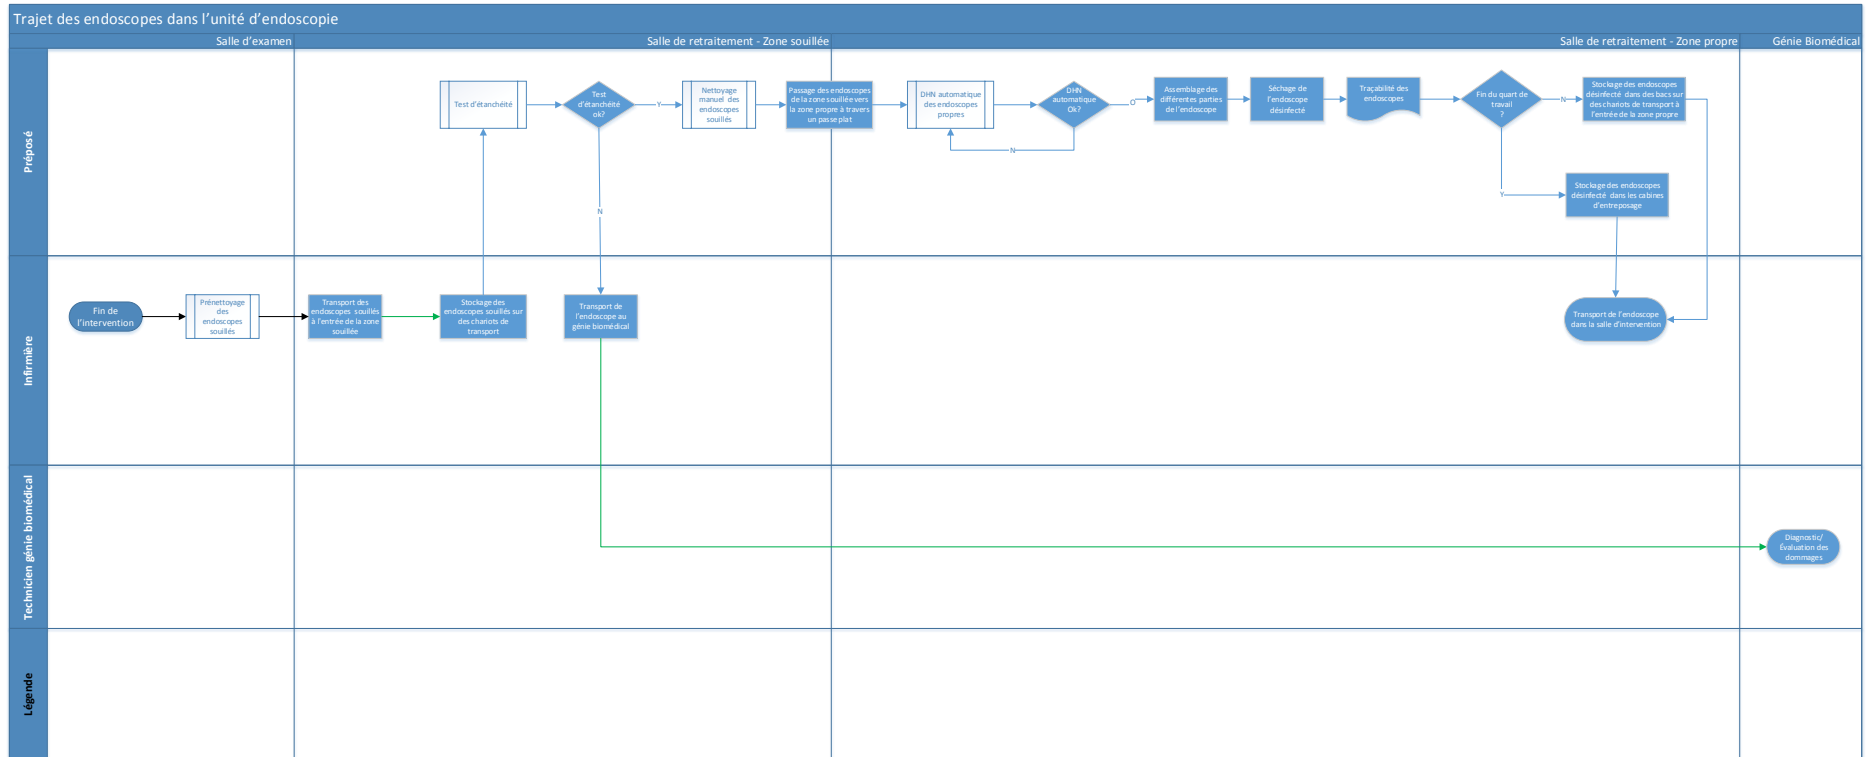 Trajet des endoscopes dans l'unité d'endoscopie
Salle d'examen
Salle de retraitement - Zone souillée
Salle de retraitement - Zone propre
Génie Biomédical
Préposé
Test d'étanchéité
Test
d'étanchéité
ok?
Y
N
Nettoyage
manuel des
endoscopes
souillés
Passage des endoscopes
de la zone souillée vers
la zone propre à travers
un passe plat
DHN automatique
des endoscopes
propres
DHN
automatique
Ok?
O
N
Assemblage des
différentes parties
de l'endoscope
Séchage de
l'endoscope
désinfecté
Traçabilité des
endoscopes
Fin du quart de
travail
?
N
Y
Stockage des endoscopes
désinfecté dans des bacs sur
des chariots de transport à
l'entrée de la zone propre
Stockage des endoscopes
désinfecté dans les cabines
d'entreposage
Infirmière
Fin de
l'intervention
Prénettoyage
des
endoscopes
souillés
Transport des
endoscopes souillés
à l'entrée de la zone
souillée
Stockage des
endoscopes souillés sur
des chariots de
transport
Transport de
l'endoscope au
génie biomédical
Transport de l'endoscope
dans la salle d'intervention
Technicien génie biomédical
Diagnostic/
Évaluation des
dommages
Légende